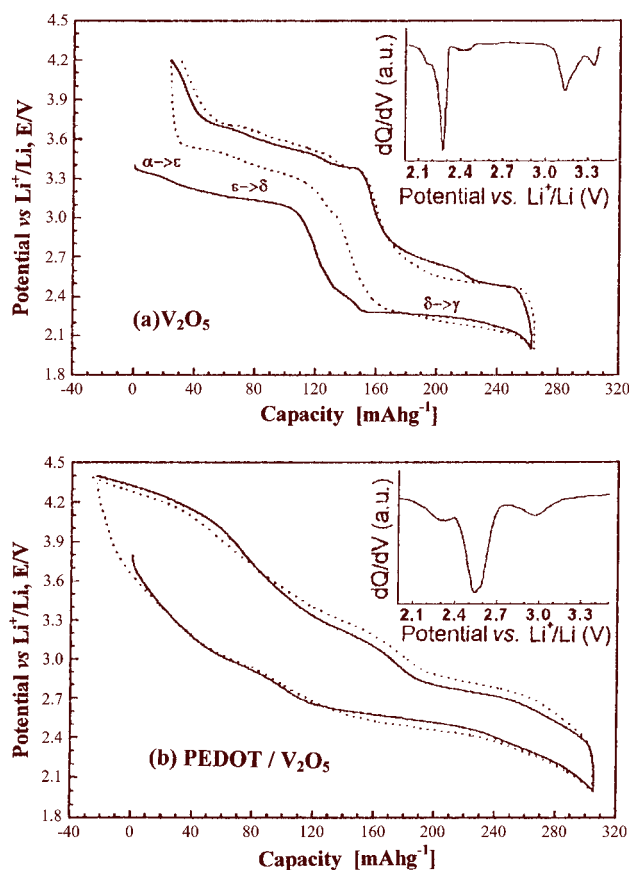 (a)
Potential vs Li⁺/Li, E/V
4.5
4.2
3.9
3.6
3.3
3.0
2.7
2.4
2.1
1.8
α->ε
ε->δ
δ->γ
(a)V₂O₅
dQ/dV (a.u.)
2.1 2.4 2.7 3.0 3.3
Potential vs. Li⁺/Li (V)
-40 0 40 80 120 160 200 240 280 320
Capacity [mAhg⁻¹]
(b)
Potential vs Li⁺/Li, E/V
4.5
4.2
3.9
3.6
3.3
3.0
2.7
2.4
2.1
1.8
dQ/dV (a.u.)
2.1 2.4 2.7 3.0 3.3
Potential vs. Li⁺/Li (V)
(b) PEDOT / V₂O₅
-40 0 40 80 120 160 200 240 280 320
Capacity [mAhg⁻¹]